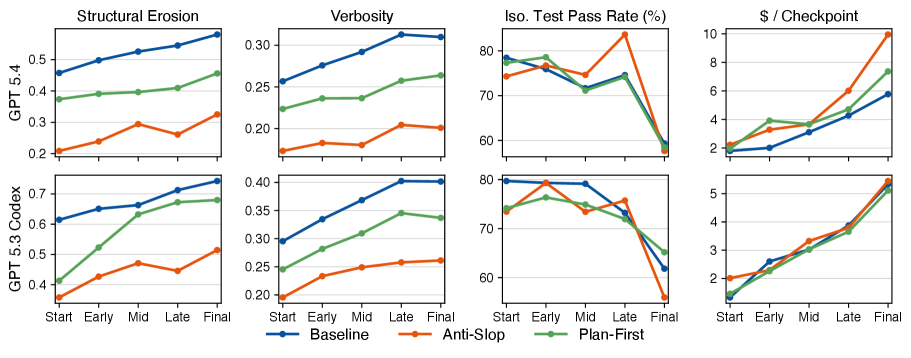 Structural Erosion
Verbosity
Iso. Test Pass Rate (%)
$ / Checkpoint
GPT 5.4
0.5
0.4
0.3
0.2
0.30
0.25
0.20
80
70
60
10
8
6
4
2
GPT 5.3 Codex
0.7
0.6
0.5
0.4
0.40
0.35
0.30
0.25
0.20
80
70
60
5
4
3
2
Start Early Mid Late Final
Start Early Mid Late Final
Start Early Mid Late Final
Start Early Mid Late Final
Baseline Anti-Slop Plan-First